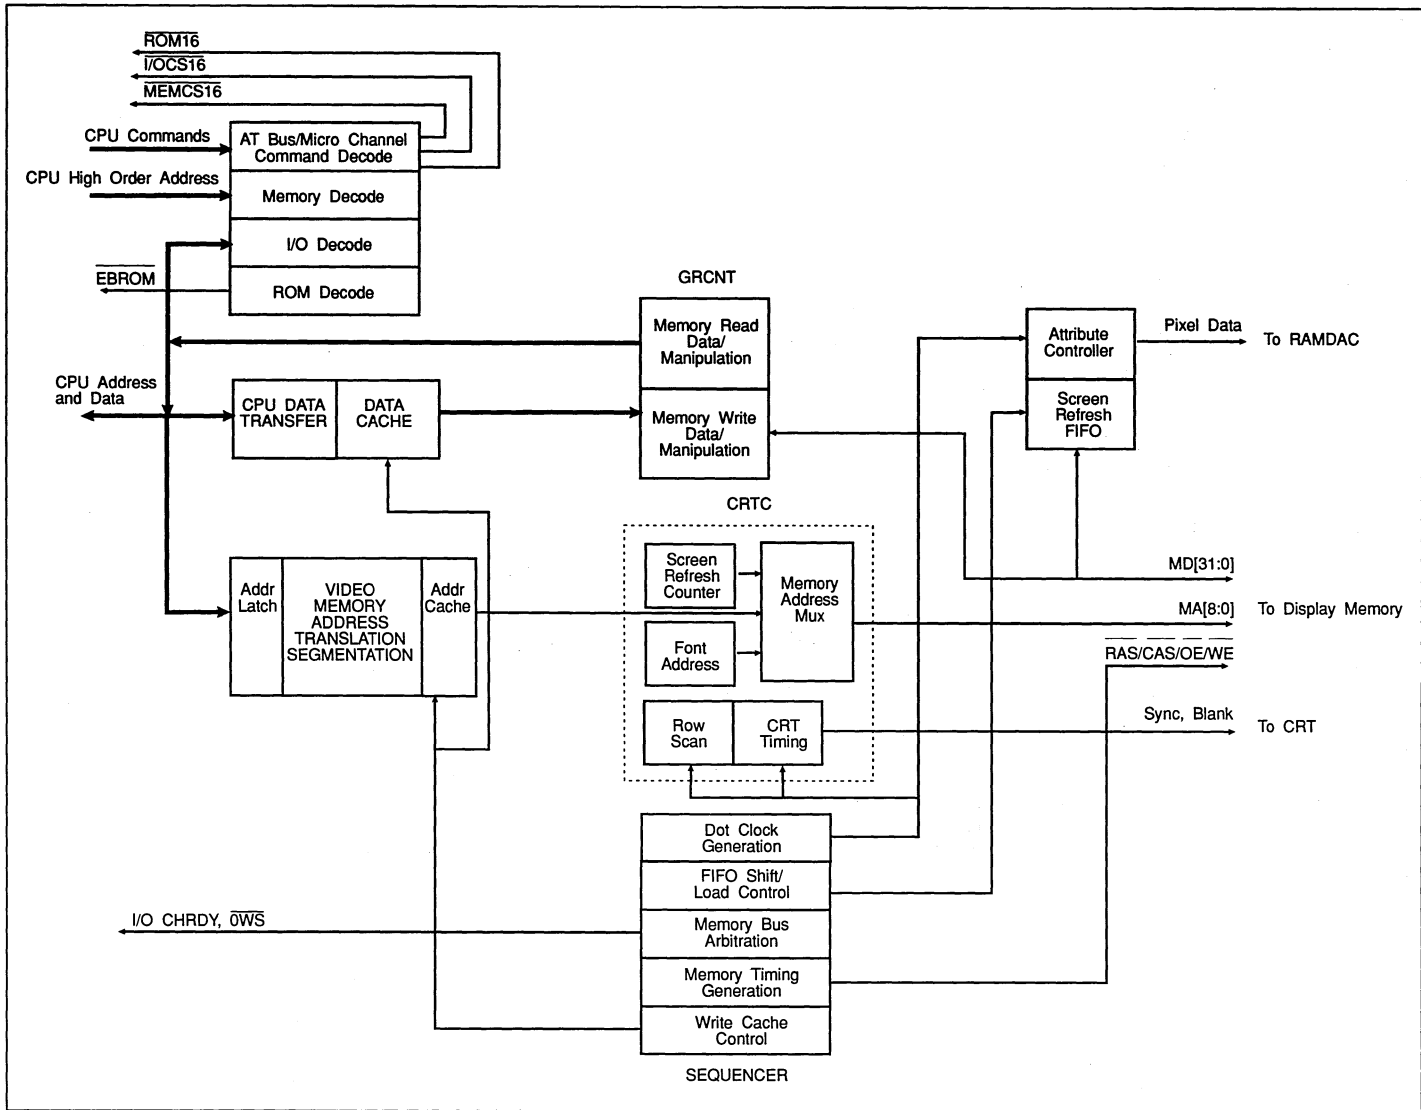 ROM16
I/OCS16
MEMCS16
CPU Commands
AT Bus/Micro Channel
Command Decode
CPU High Order Address
Memory Decode
I/O Decode
EBROM
ROM Decode
GRCNT
Memory Read
Data/
Manipulation
Memory Write
Data/
Manipulation
Attribute
Controller
Pixel Data
To RAMDAC
Screen
Refresh
FIFO
CPU Address
and Data
CPU DATA
TRANSFER
DATA
CACHE
CRTC
Screen
Refresh
Counter
Memory
Address
Mux
Font
Address
Row
Scan
CRT
Timing
Addr
Latch
VIDEO
MEMORY
ADDRESS
TRANSLATION
SEGMENTATION
Addr
Cache
MD[31:0]
MA[8:0]
To Display Memory
RAS/CAS/OE/WE
Sync, Blank
To CRT
Dot Clock
Generation
FIFO Shift/
Load Control
I/O CHRDY, 0WS
Memory Bus
Arbitration
Memory Timing
Generation
Write Cache
Control
SEQUENCER